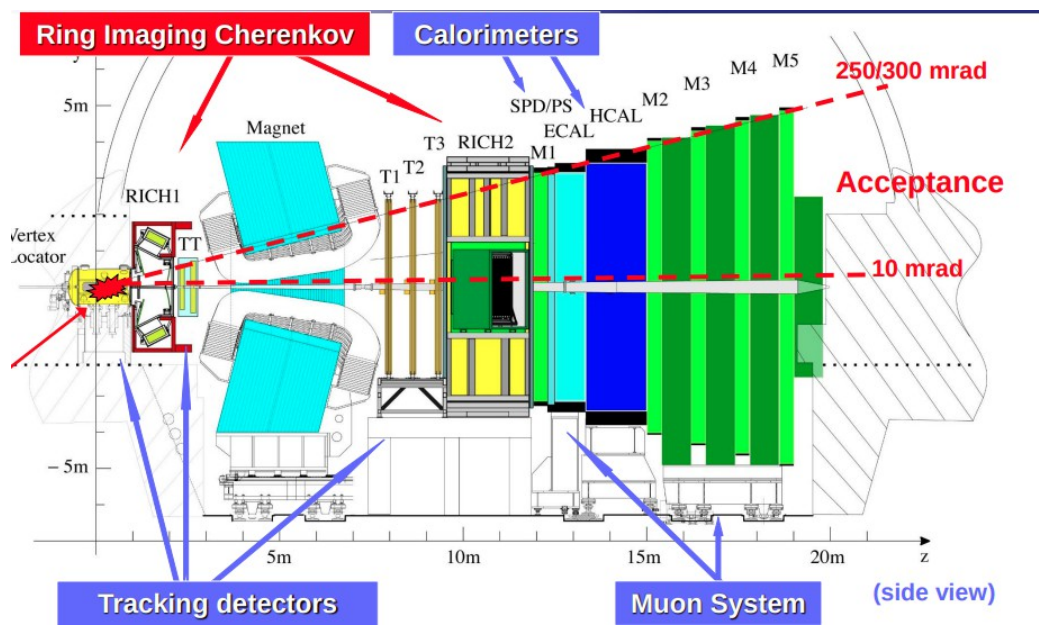 Ring Imaging Cherenkov
Calorimeters
y
5m
Magnet
SPD/PS
ECAL
HCAL
M1
M2
M3
M4
M5
250/300 mrad
RICH1
TT
T1
T2
T3
RICH2
Acceptance
Vertex
Locator
10 mrad
− 5m
5m
10m
15m
20m
z
Tracking detectors
Muon System
(side view)